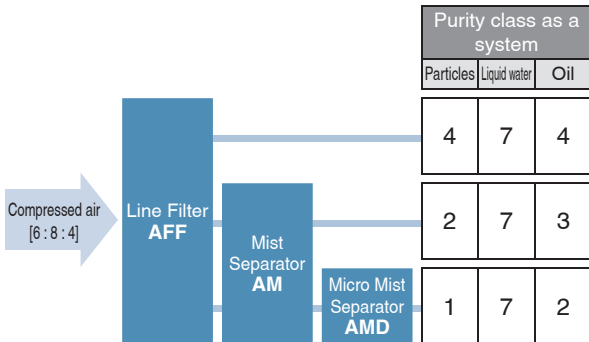 Purity class as a
system
Particles Liquid water Oil
4 7 4
Compressed air
[6 : 8 : 4]
Line Filter
AFF
2 7 3
Mist
Separator
AM
Micro Mist
Separator
AMD
1 7 2